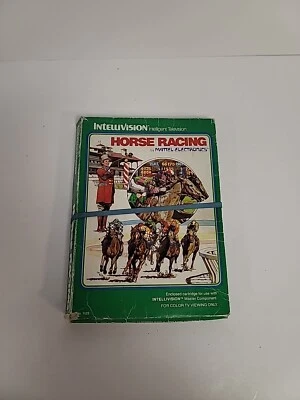 INTELLIVISION Intelligent Television
HORSE RACING
MATTEL ELECTRONICS
Enclosed cartridge for use with
INTELLIVISION™ Master Component
FOR COLOR TV VIEWING ONLY